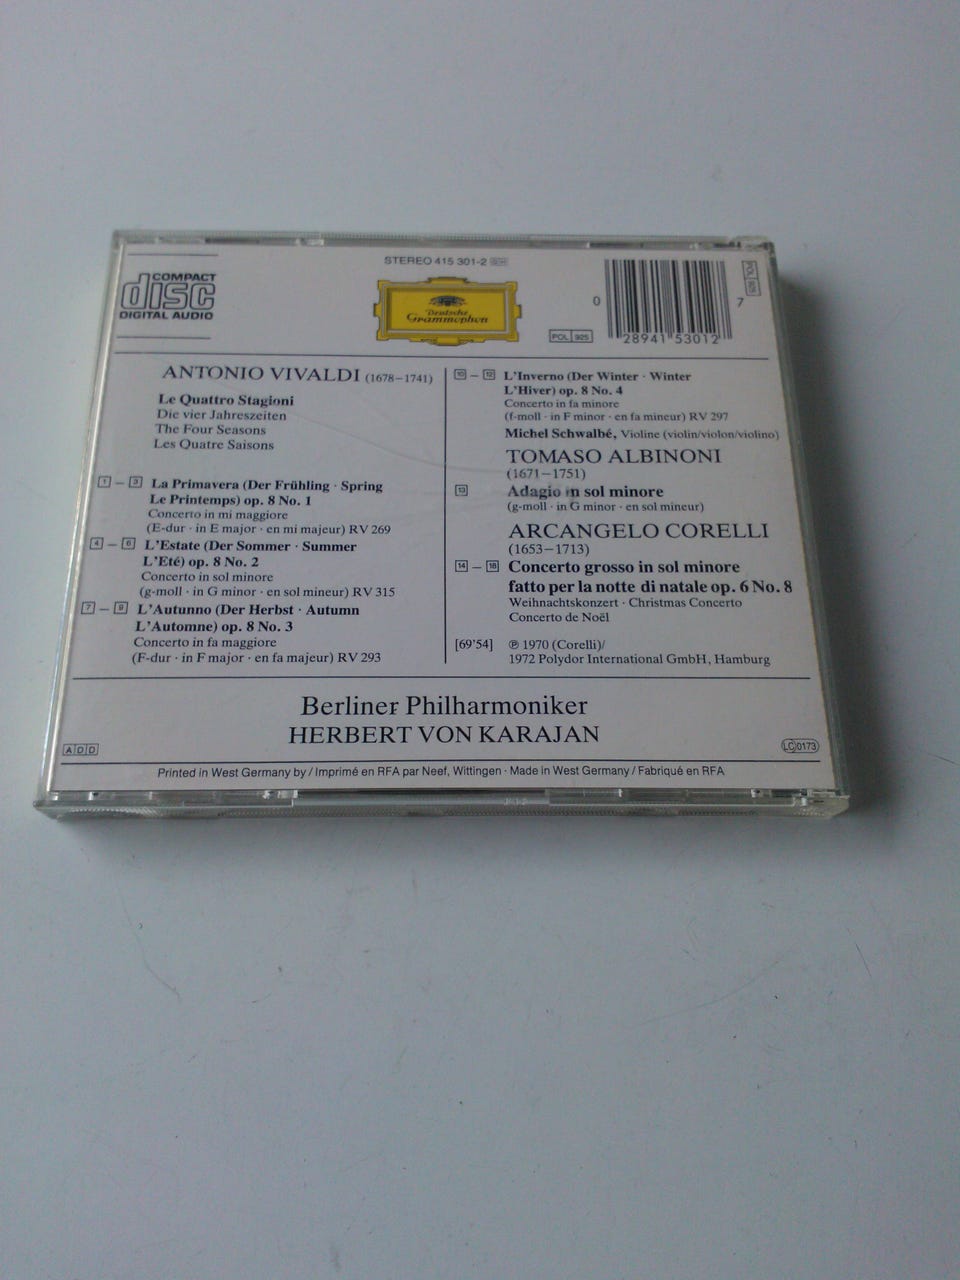 STEREO 415 301-2 GH
COMPACT
disc
DIGITAL AUDIO
Deutsche
Grammophon
POL 925
0
28941 53012
7
POL 925
ANTONIO VIVALDI (1678–1741)
Le Quattro Stagioni
Die vier Jahreszeiten
The Four Seasons
Les Quatre Saisons
1 – 3 La Primavera (Der Frühling · Spring
Le Printemps) op. 8 No. 1
Concerto in mi maggiore
(E-dur · in E major · en mi majeur) RV 269
4 – 6 L'Estate (Der Sommer · Summer
L'Eté) op. 8 No. 2
Concerto in sol minore
(g-moll · in G minor · en sol mineur) RV 315
7 – 9 L'Autunno (Der Herbst · Autumn
L'Automne) op. 8 No. 3
Concerto in fa maggiore
(F-dur · in F major · en fa majeur) RV 293
10 – 12 L'Inverno (Der Winter · Winter
L'Hiver) op. 8 No. 4
Concerto in fa minore
(f-moll · in F minor · en fa mineur) RV 297
Michel Schwalbé, Violine (violin/violon/violino)
TOMASO ALBINONI
(1671–1751)
13 Adagio in sol minore
(g-moll · in G minor · en sol mineur)
ARCANGELO CORELLI
(1653–1713)
14 – 18 Concerto grosso in sol minore
fatto per la notte di natale op. 6 No. 8
Weihnachtskonzert · Christmas Concerto
Concerto de Noël
[69'54] ℗ 1970 (Corelli)/
1972 Polydor International GmbH, Hamburg
Berliner Philharmoniker
HERBERT VON KARAJAN
ADD
LC 0173
Printed in West Germany by / Imprimé en RFA par Neef, Wittingen · Made in West Germany / Fabriqué en RFA